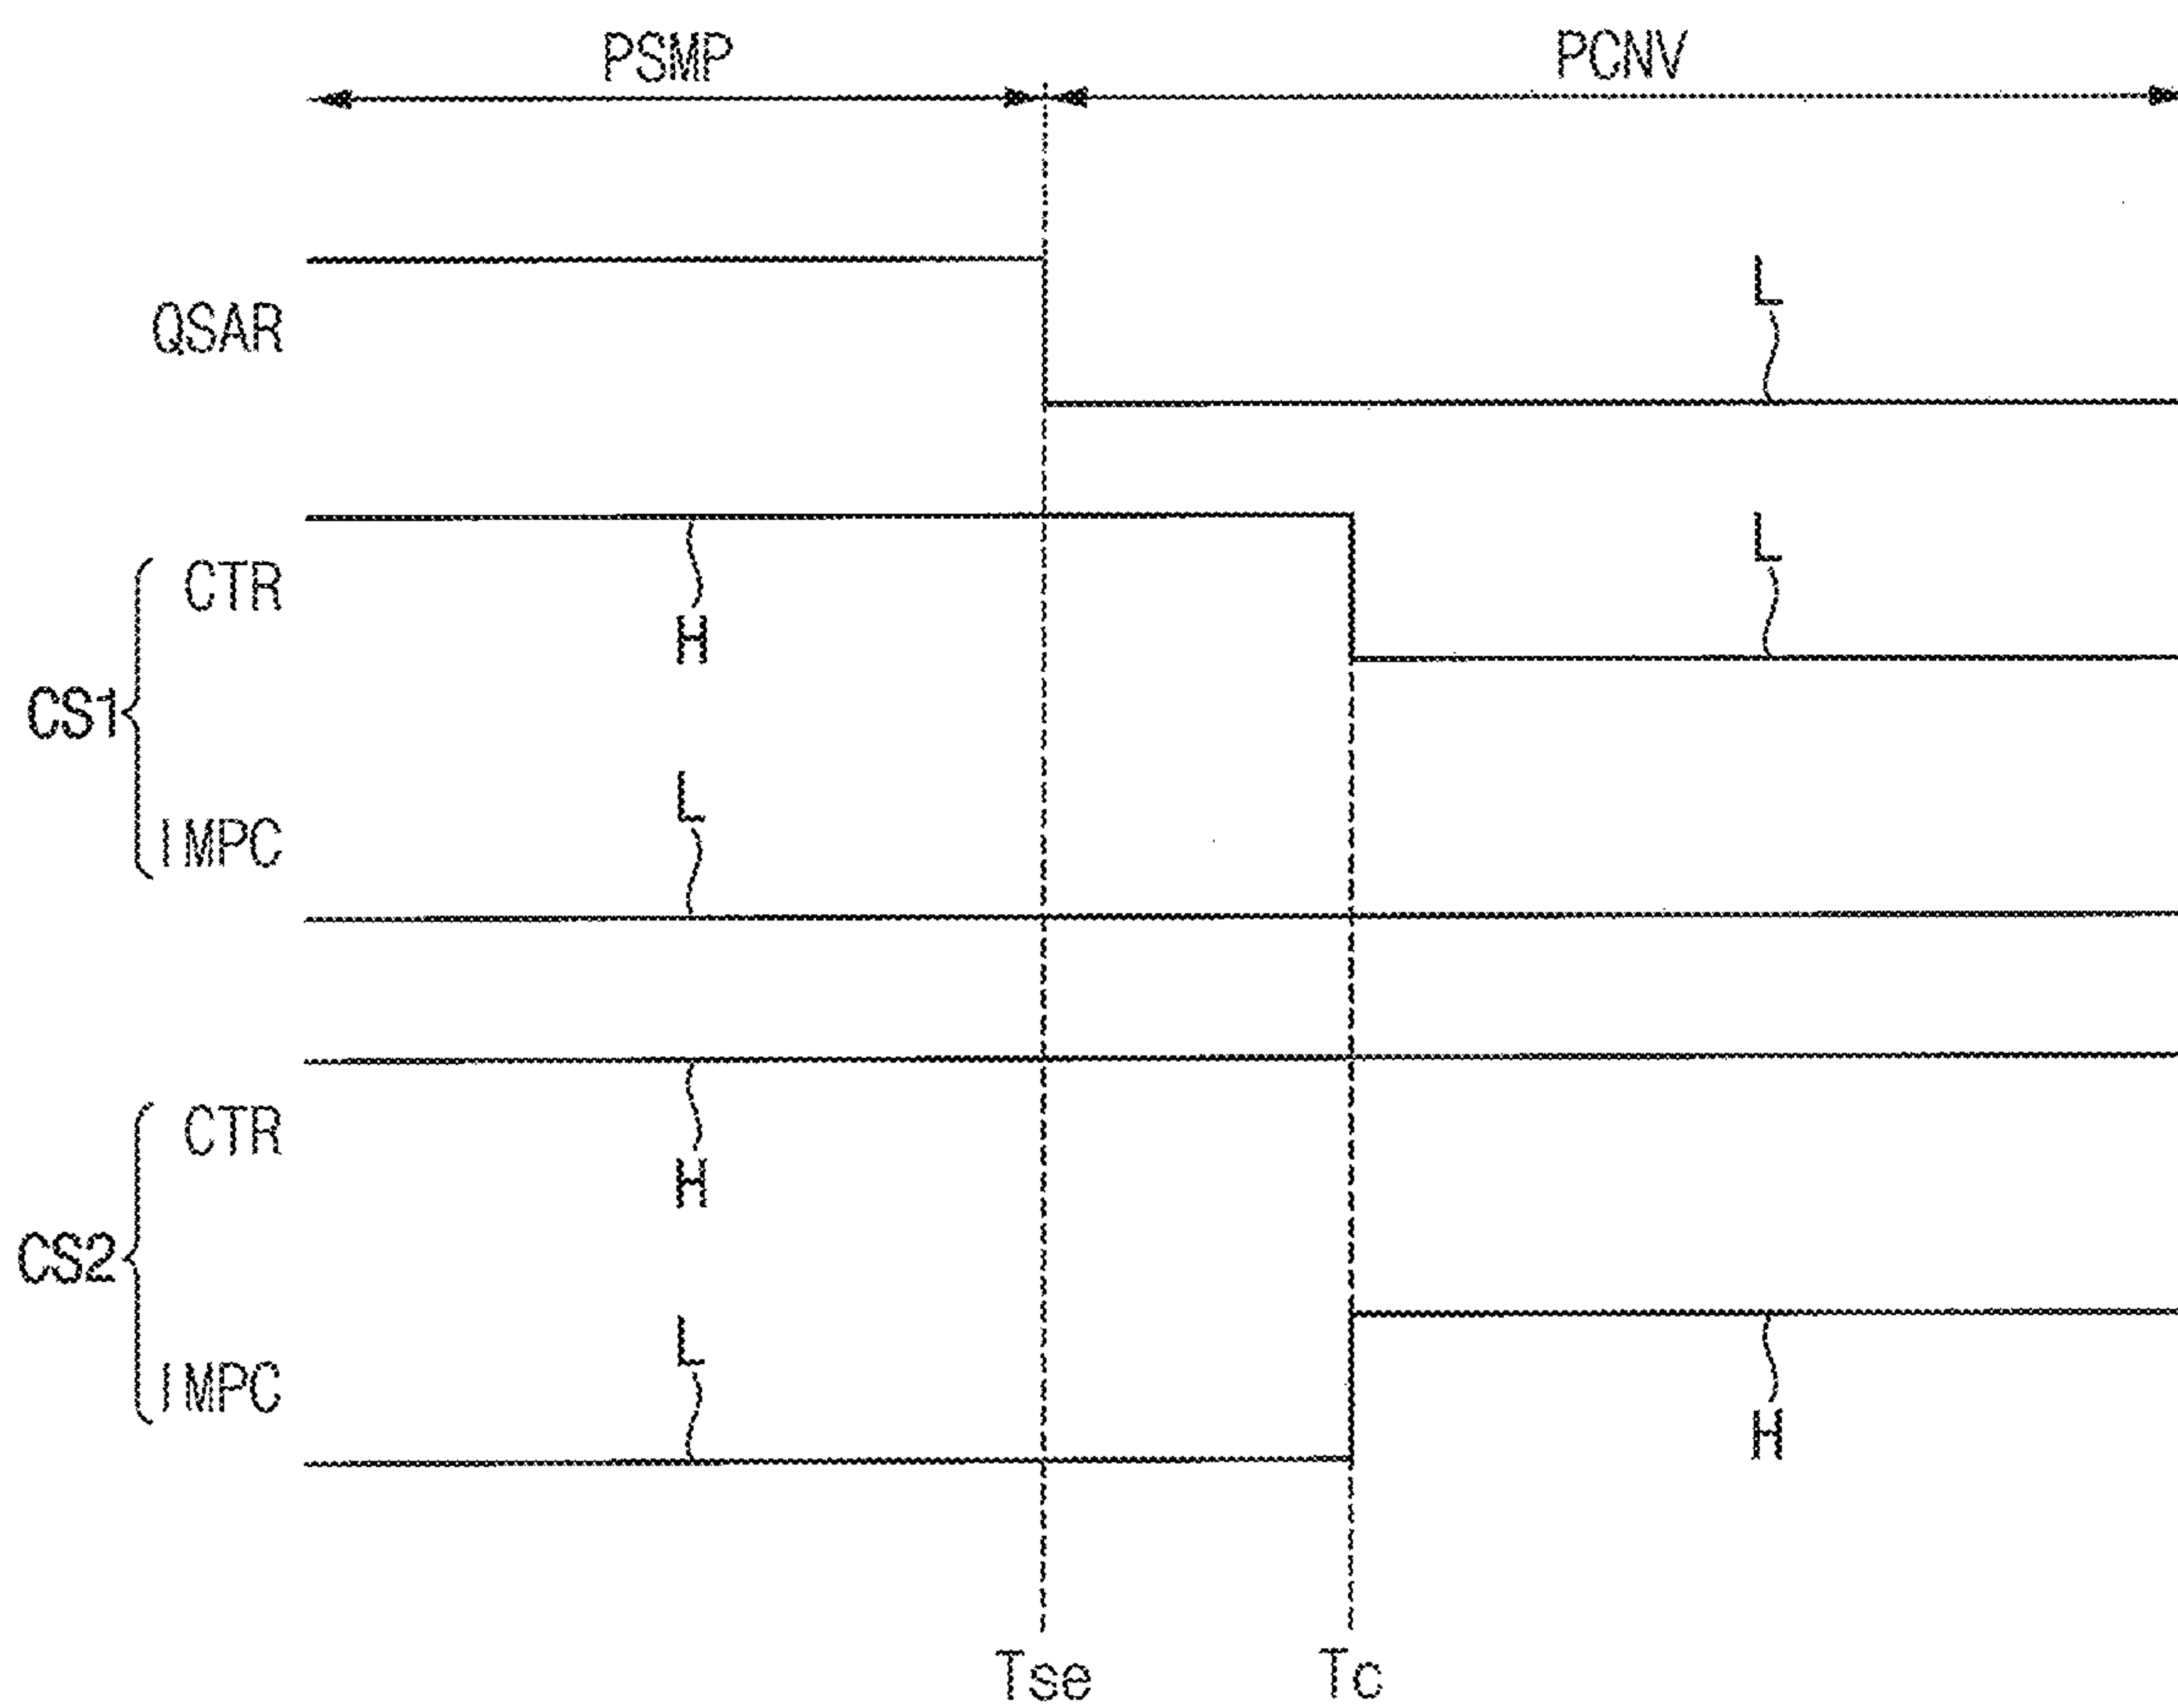 PSMP PCNV
L
QSAR
L
CTR
H
CS1
L
IMPC
CTR
H
CS2
L
IMPC
H
Tse Tc